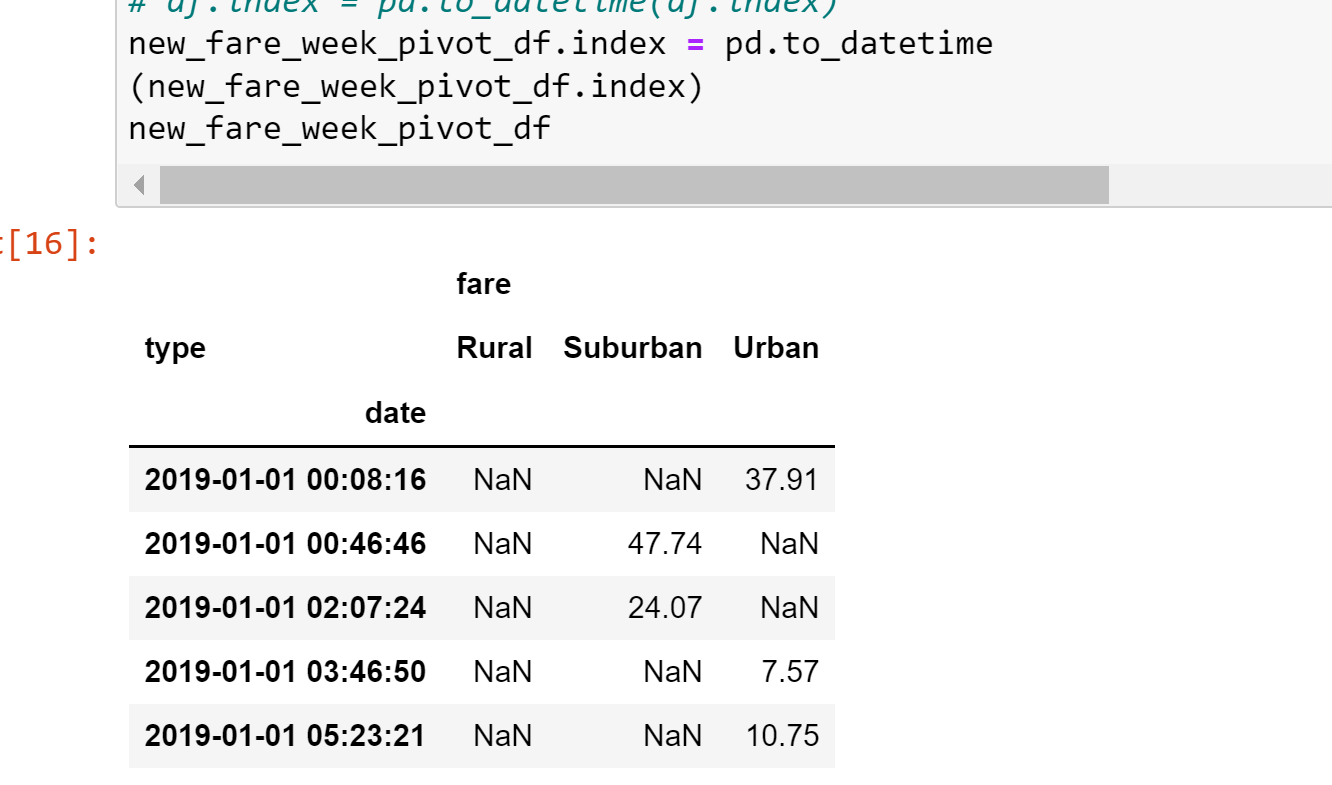 # df.index = pd.to_datetime(df.index)
new_fare_week_pivot_df.index = pd.to_datetime
(new_fare_week_pivot_df.index)
new_fare_week_pivot_df
t[16]:
fare
type Rural Suburban Urban
date
2019-01-01 00:08:16 NaN NaN 37.91
2019-01-01 00:46:46 NaN 47.74 NaN
2019-01-01 02:07:24 NaN 24.07 NaN
2019-01-01 03:46:50 NaN NaN 7.57
2019-01-01 05:23:21 NaN NaN 10.75